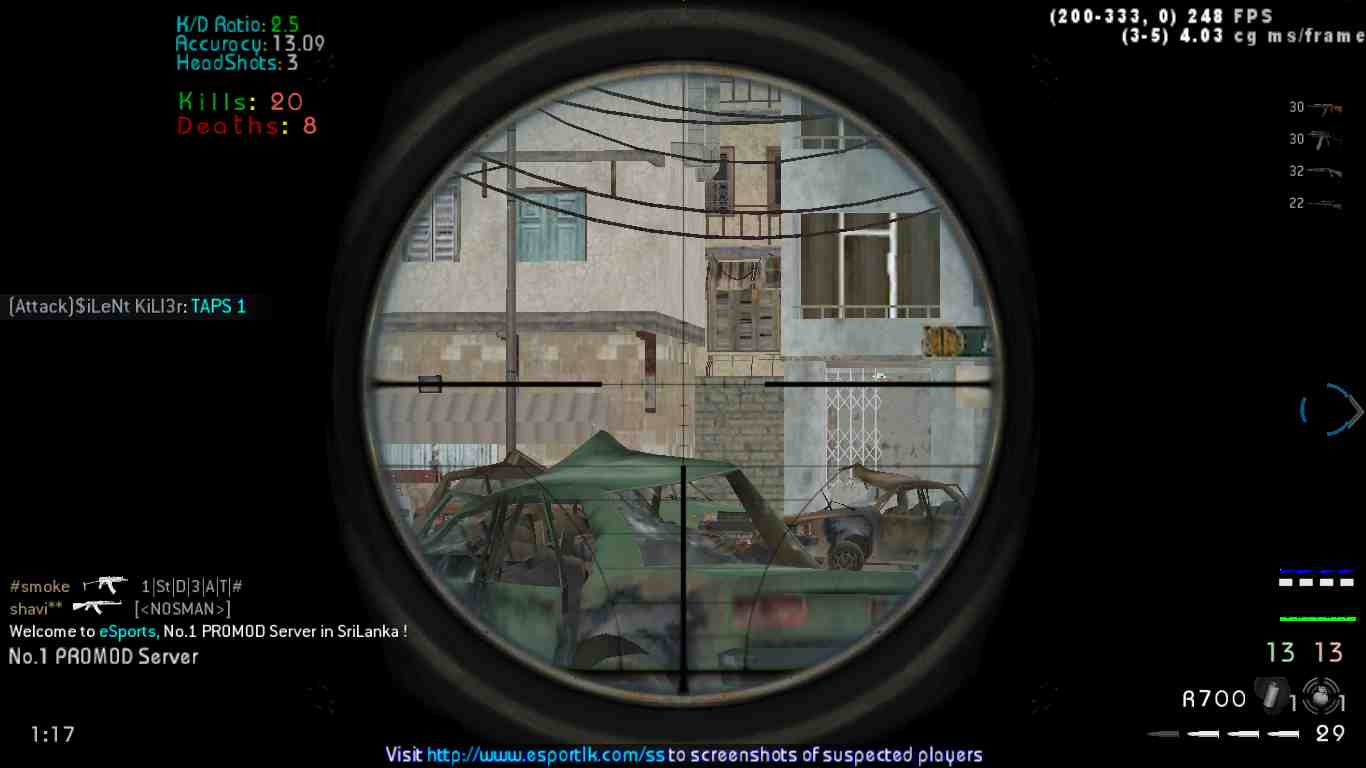 K/D Ratio: 2.5
Accuracy: 13.09
HeadShots: 3
Kills: 20
Deaths: 8
(200-333, 0) 248 FPS
(3-5) 4.03 cg ms/frame
30
30
32
22
(Attack)$iLeNt KiLl3r: TAPS 1
#smoke 1|St|D|3|A|T|#
shavi** [<NOSMAN>]
Welcome to eSports, No.1 PROMOD Server in SriLanka !
No.1 PROMOD Server
13 13
R700 1 1
1:17
29
Visit http://www.esportlk.com/ss to screenshots of suspected players